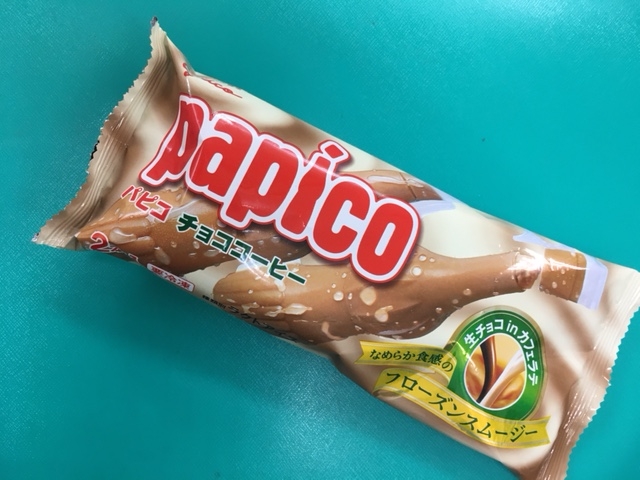 papico
パピコ チョココーヒー
生チョコinカフェラテ
なめらか食感の
フローズンスムージー